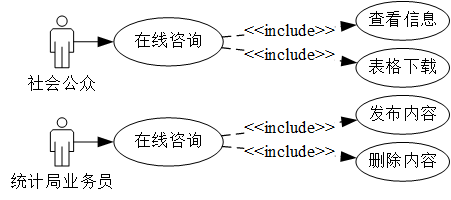 查看信息
在线咨询
<<include>>
<<include>>
表格下载
社会公众
发布内容
在线咨询
<<include>>
<<include>>
删除内容
统计局业务员